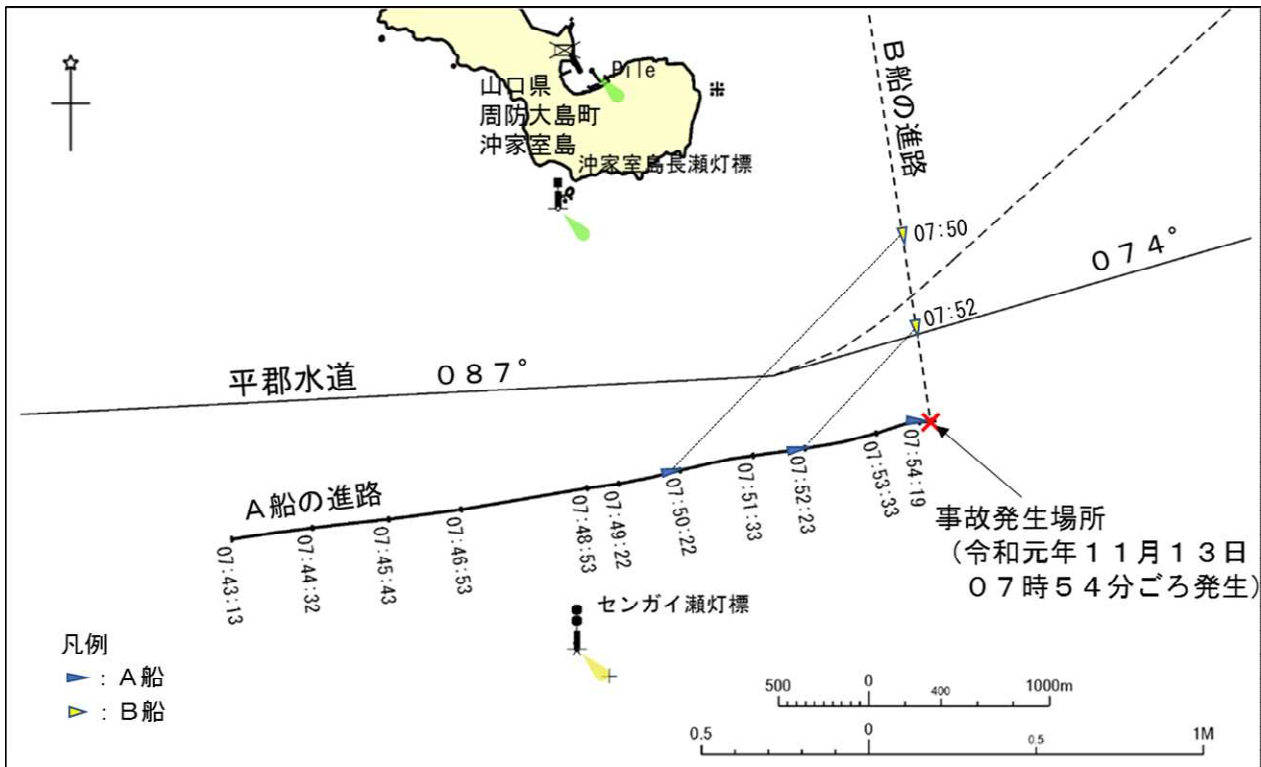 Pile
山口県
周防大島町
沖家室島
沖家室島長瀬灯標
B船の進路
07:50
07:52
074°
平郡水道 087°
A船の進路
07:43:13
07:44:32
07:45:43
07:46:53
07:48:53
07:49:22
07:50:22
07:51:33
07:52:23
07:53:33
07:54:19
事故発生場所
(令和元年11月13日
07時54分ごろ発生)
センガイ瀬灯標
凡例
:A船
:B船
500 0 400 1000m
0.5 0 0.5 1M